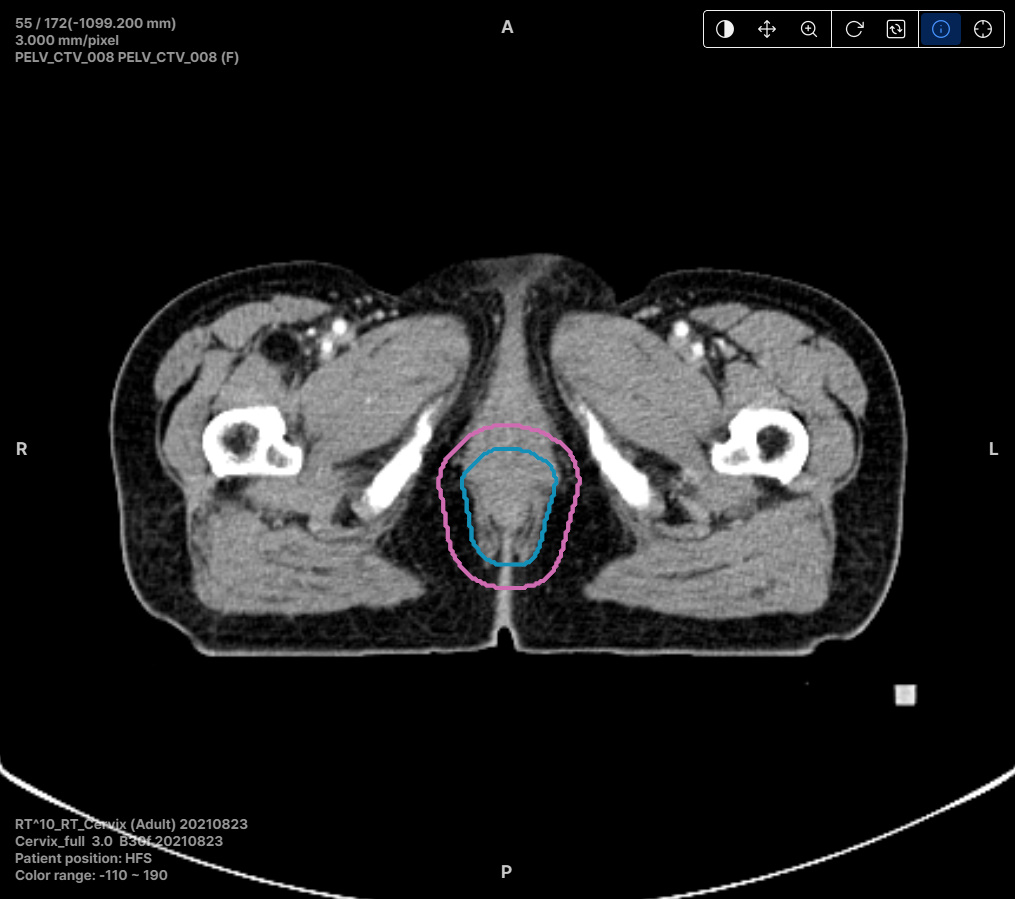 55 / 172(-1099.200 mm)
3.000 mm/pixel
PELV_CTV_008 PELV_CTV_008 (F)
A
R
L
RT^10_RT_Cervix (Adult) 20210823
Cervix_full 3.0 B30f 20210823
Patient position: HFS
Color range: -110 ~ 190
P